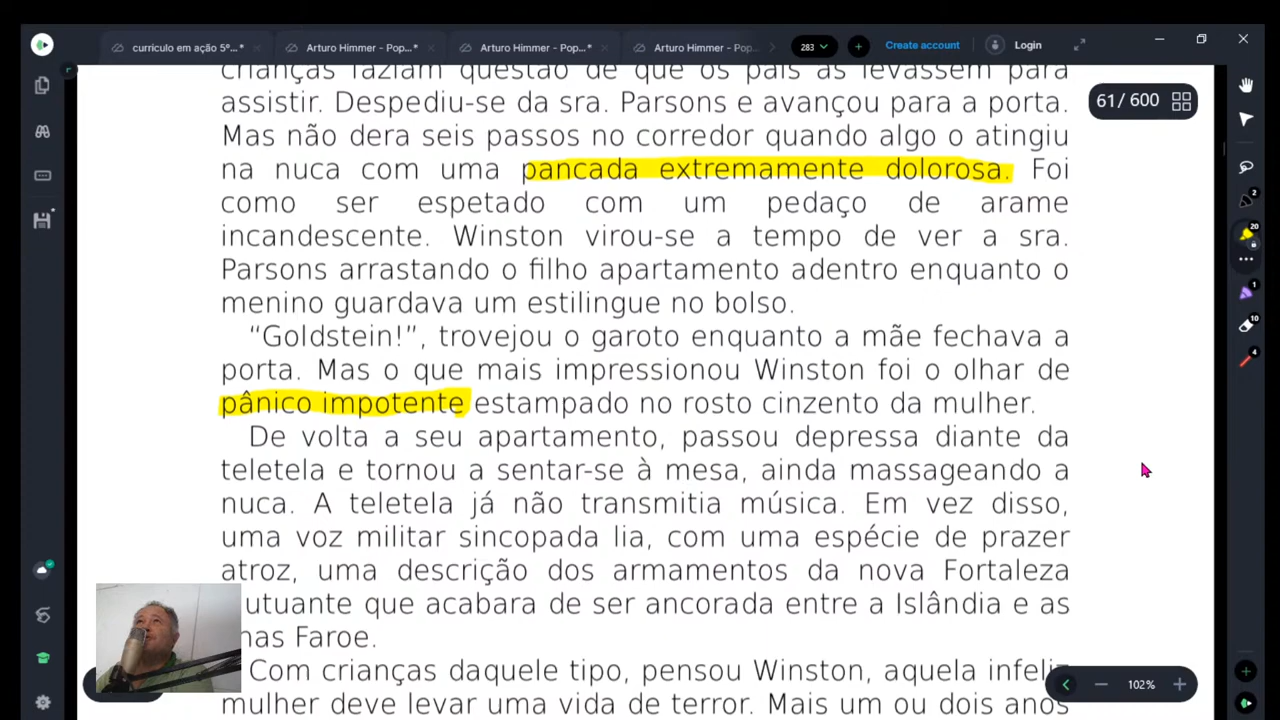 curriculo em ação 5º...*
Arturo Himmer - Pop...*
Arturo Himmer - Pop...*
Arturo Himmer - Pop...
283
Create account
Login
61 / 600
crianças faziam questão de que os pais as levassem para
assistir. Despediu-se da sra. Parsons e avançou para a porta.
Mas não dera seis passos no corredor quando algo o atingiu
na nuca com uma pancada extremamente dolorosa. Foi
como ser espetado com um pedaço de arame
incandescente. Winston virou-se a tempo de ver a sra.
Parsons arrastando o filho apartamento adentro enquanto o
menino guardava um estilingue no bolso.
“Goldstein!”, trovejou o garoto enquanto a mãe fechava a
porta. Mas o que mais impressionou Winston foi o olhar de
pânico impotente estampado no rosto cinzento da mulher.
De volta a seu apartamento, passou depressa diante da
teletela e tornou a sentar-se à mesa, ainda massageando a
nuca. A teletela já não transmitia música. Em vez disso,
uma voz militar sincopada lia, com uma espécie de prazer
atroz, uma descrição dos armamentos da nova Fortaleza
utuante que acabara de ser ancorada entre a Islândia e as
has Faroe.
Com crianças daquele tipo, pensou Winston, aquela infeliz
mulher deve levar uma vida de terror. Mais um ou dois anos
2
20
1
10
4
102%